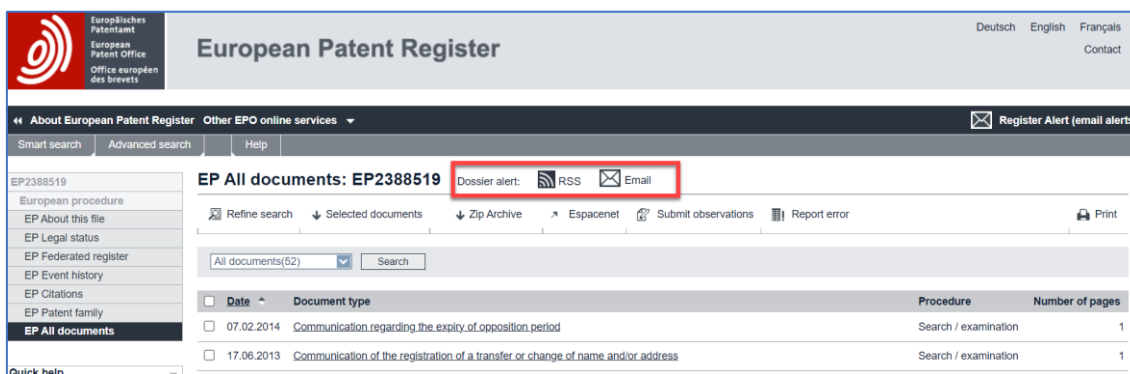 Europäisches
Patentamt
European
Patent Office
Office européen
des brevets
European Patent Register
Deutsch English Français
Contact
About European Patent Register Other EPO online services
Register Alert (email alerts
Smart search Advanced search Help
EP2388519
European procedure
EP About this file
EP Legal status
EP Federated register
EP Event history
EP Citations
EP Patent family
EP All documents
Quick help
EP All documents: EP2388519 Dossier alert: RSS Email
Refine search Selected documents Zip Archive Espacenet Submit observations Report error Print
All documents(52) Search
Date Document type Procedure Number of pages
07.02.2014 Communication regarding the expiry of opposition period Search / examination 1
17.06.2013 Communication of the registration of a transfer or change of name and/or address Search / examination 1